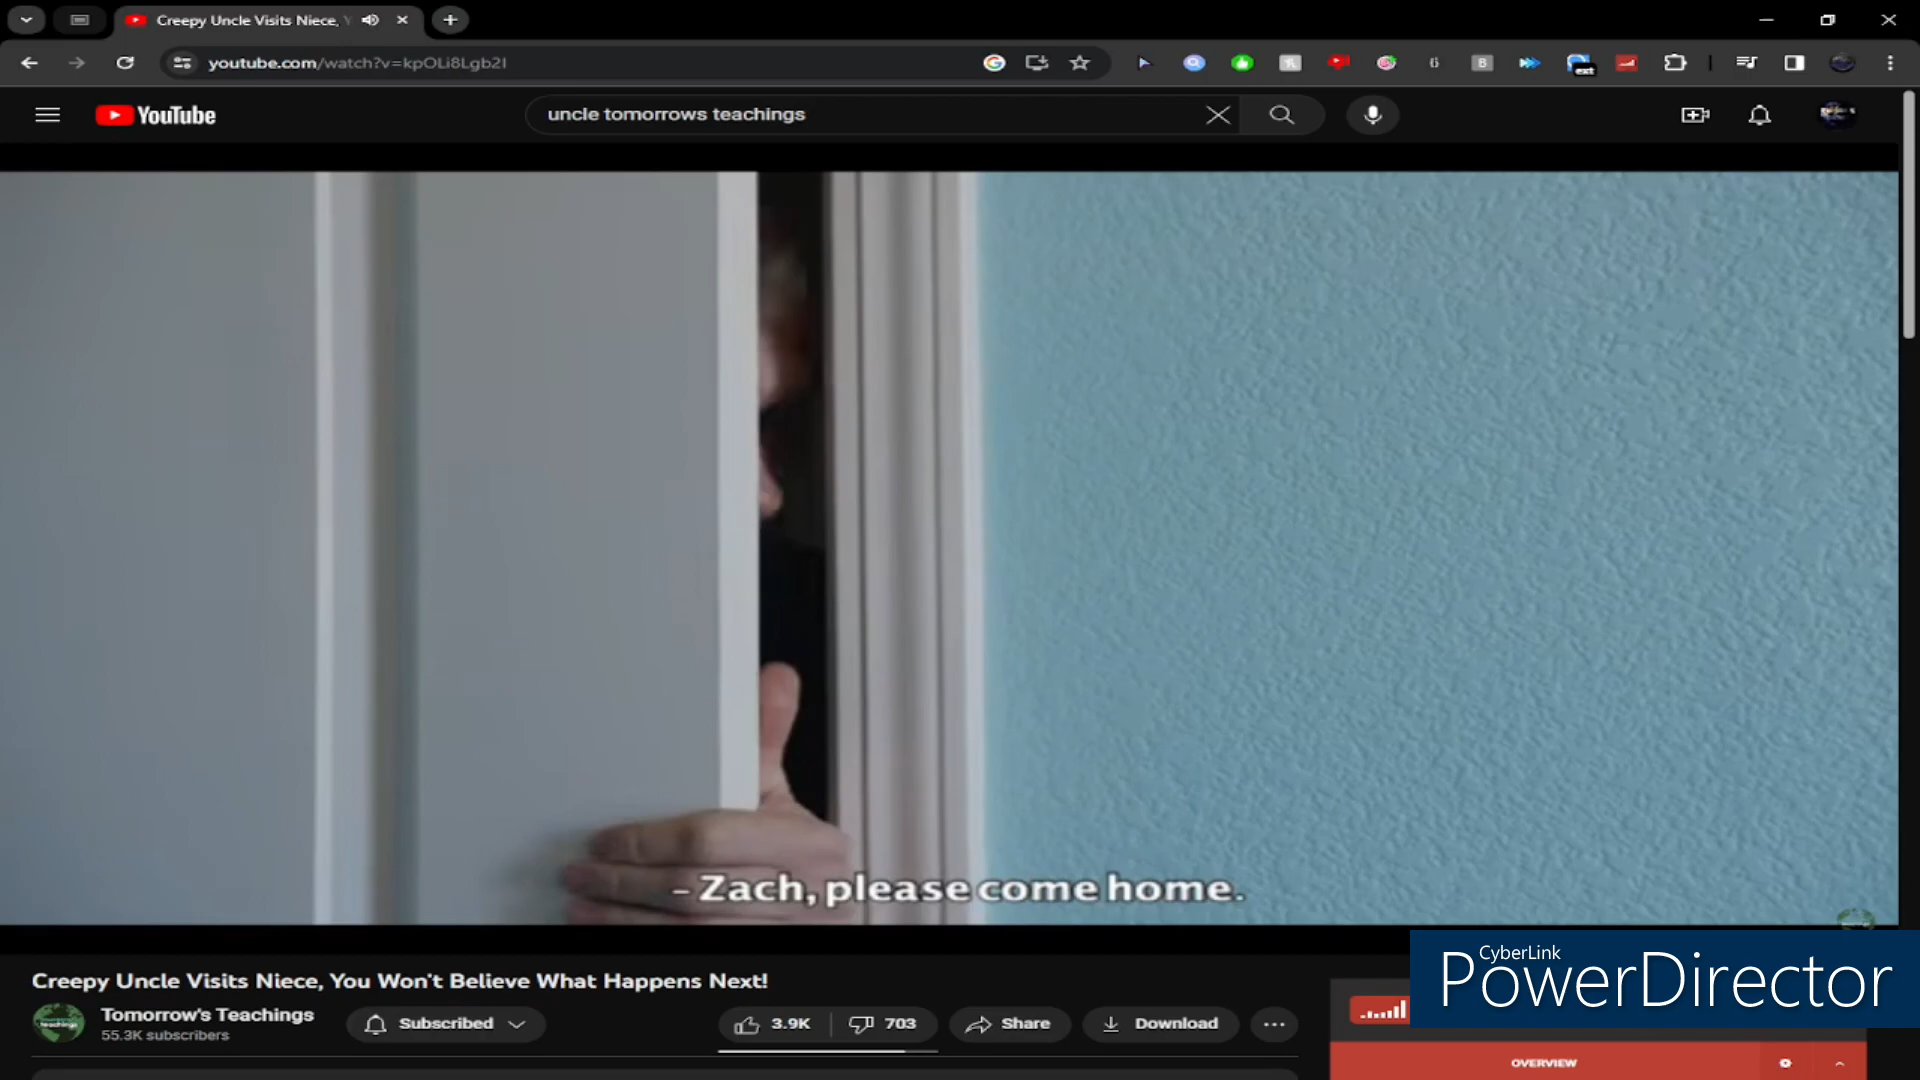 Creepy Uncle Visits Niece, Y
youtube.com/watch?v=kpOLi8Lgb2I
ext
YouTube
uncle tomorrows teachings
- Zach, please come home.
CyberLink
PowerDirector
Creepy Uncle Visits Niece, You Won't Believe What Happens Next!
Tomorrow's Teachings
55.3K subscribers
Subscribed
3.9K
703
Share
Download
OVERVIEW